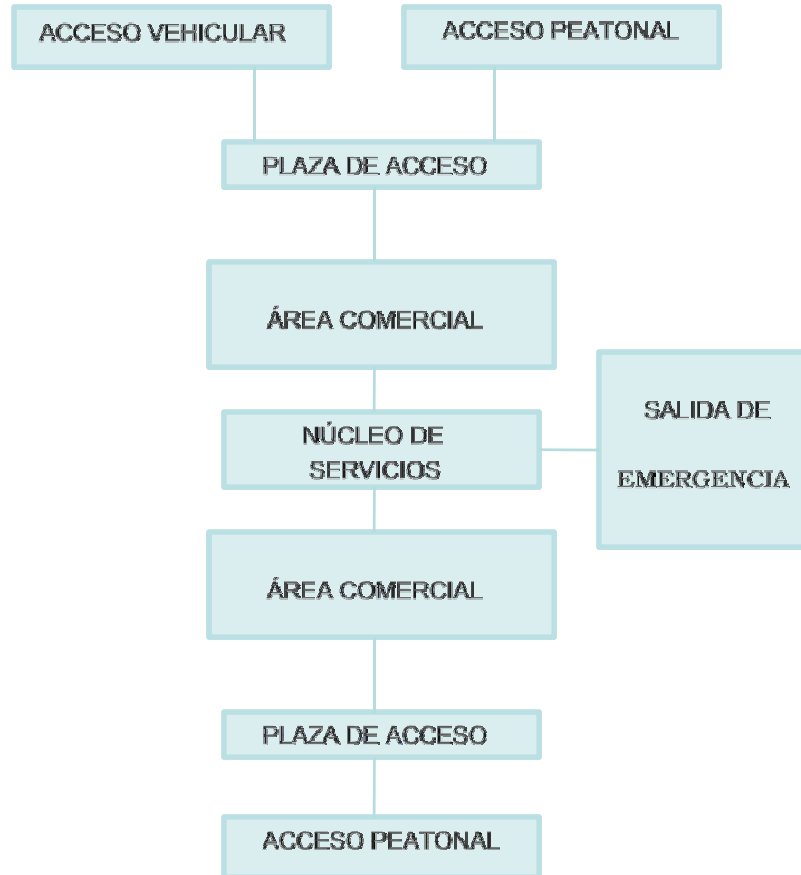 ACCESO VEHICULAR
ACCESO PEATONAL
PLAZA DE ACCESO
ÁREA COMERCIAL
NÚCLEO DE
SERVICIOS
SALIDA DE
EMERGENCIA
ÁREA COMERCIAL
PLAZA DE ACCESO
ACCESO PEATONAL